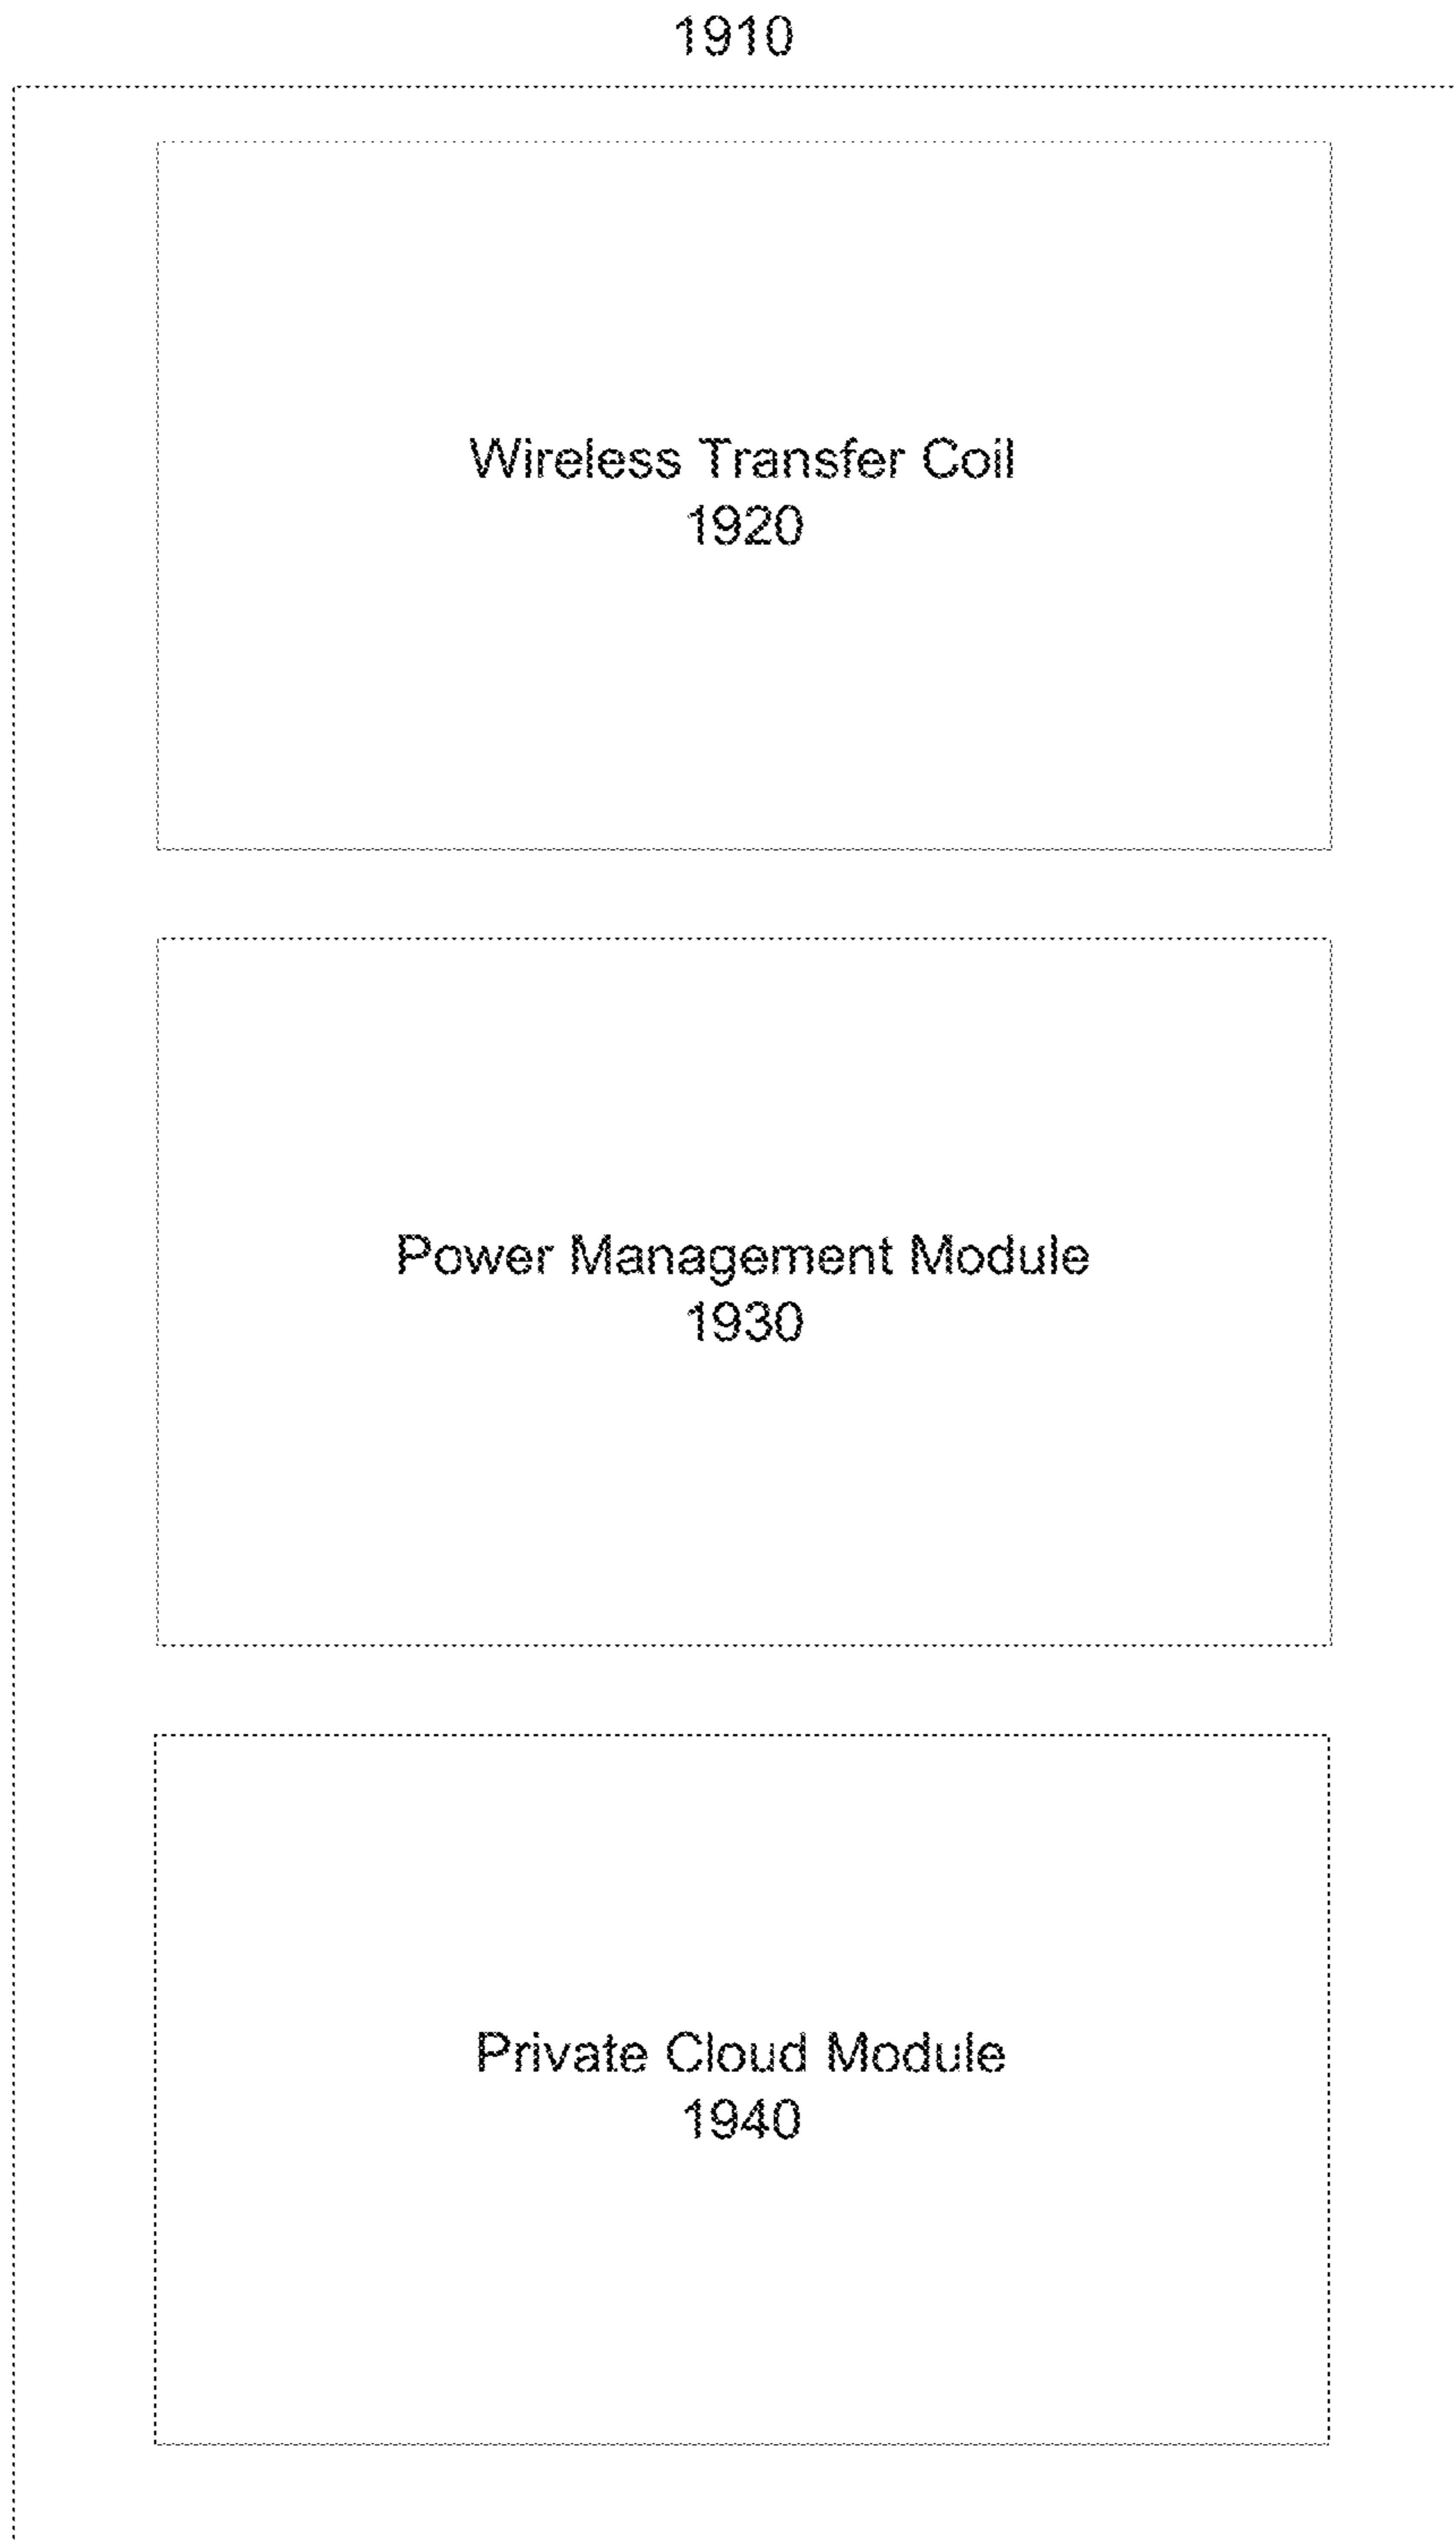 1910
Wireless Transfer Coil
1920
Power Management Module
1930
Private Cloud Module
1940